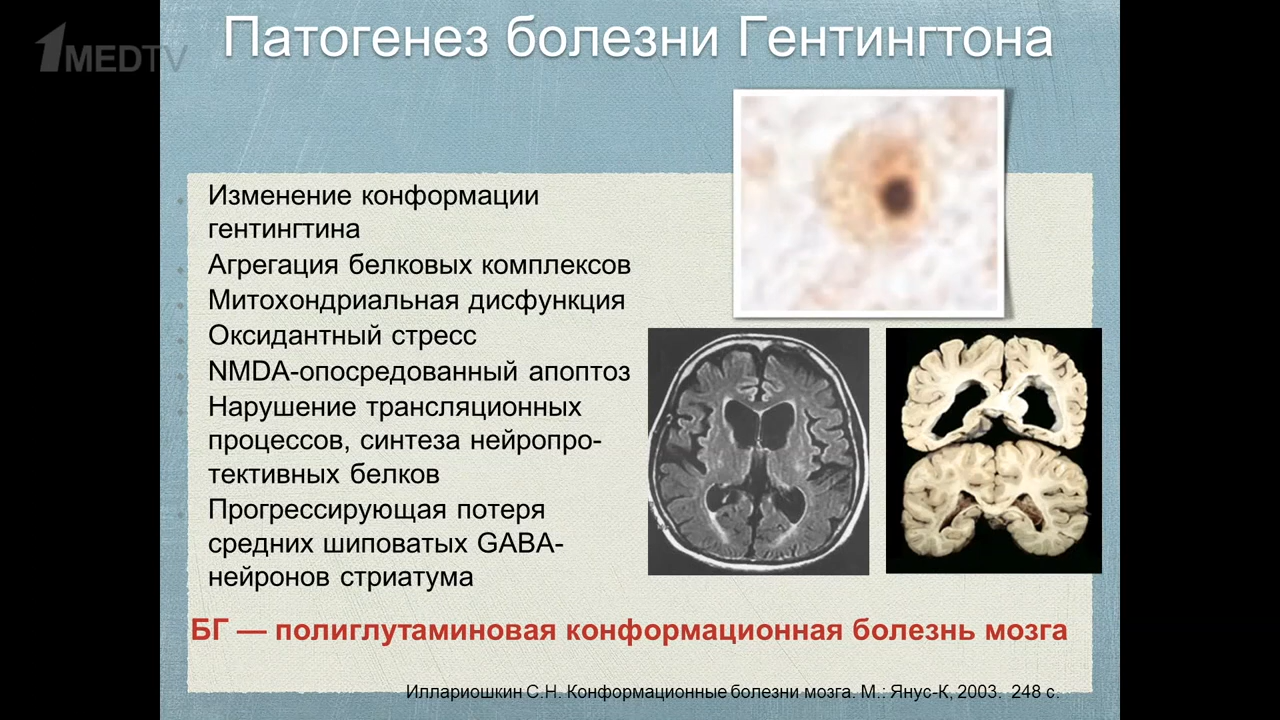 1MEDTV
Патогенез болезни Гентингтона
Изменение конформации
гентингтина
Агрегация белковых комплексов
Митохондриальная дисфункция
Оксидантный стресс
NMDA-опосредованный апоптоз
Нарушение трансляционных
процессов, синтеза нейропро-
тективных белков
Прогрессирующая потеря
средних шиповатых GABA-
нейронов стриатума
БГ — полиглутаминовая конформационная болезнь мозга
Иллариошкин С.Н. Конформационные болезни мозга. М.: Янус-К, 2003. 248 с.